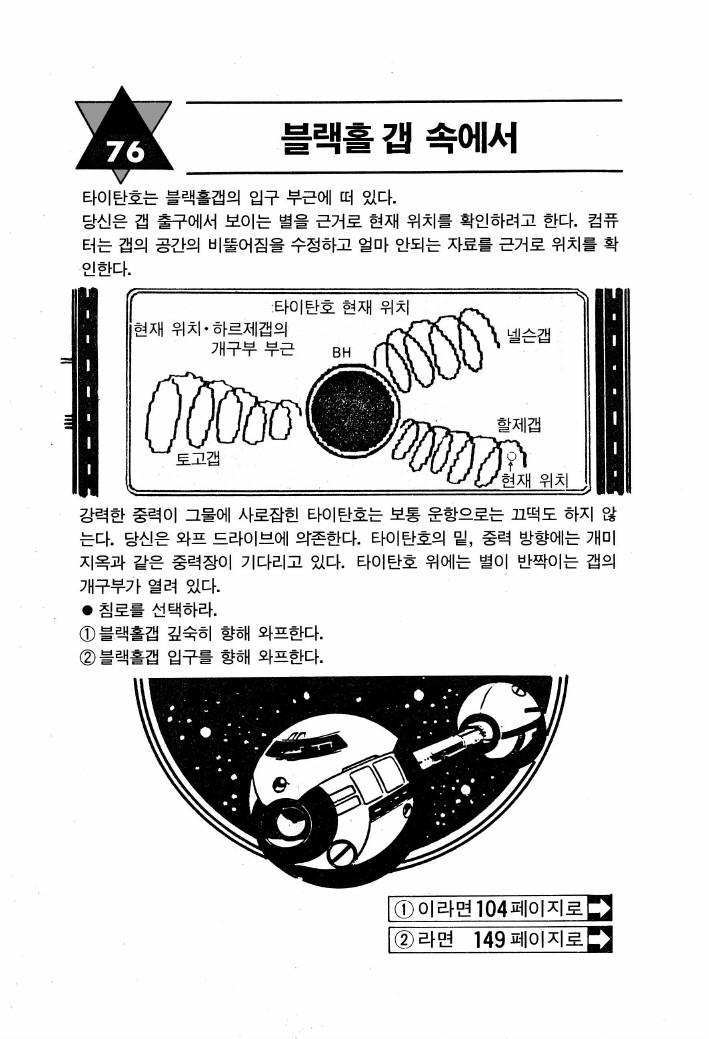 76
블랙홀 갭 속에서
타이탄호는 블랙홀갭의 입구 부근에 떠 있다.
당신은 갭 출구에서 보이는 별을 근거로 현재 위치를 확인하려고 한다. 컴퓨
터는 갭의 공간의 비뚤어짐을 수정하고 얼마 안되는 자료를 근거로 위치를 확
인한다.
타이탄호 현재 위치
현재 위치·하르제갭의
개구부 부근
BH
넬슨갭
토고갭
할제갭
현재 위치
강력한 중력이 그물에 사로잡힌 타이탄호는 보통 운항으로는 끄떡도 하지 않
는다. 당신은 와프 드라이브에 의존한다. 타이탄호의 밑, 중력 방향에는 개미
지옥과 같은 중력장이 기다리고 있다. 타이탄호 위에는 별이 반짝이는 갭의
개구부가 열려 있다.
● 침로를 선택하라.
① 블랙홀갭 깊숙히 향해 와프한다.
② 블랙홀갭 입구를 향해 와프한다.
① 이라면 104 페이지로
② 라면 149 페이지로